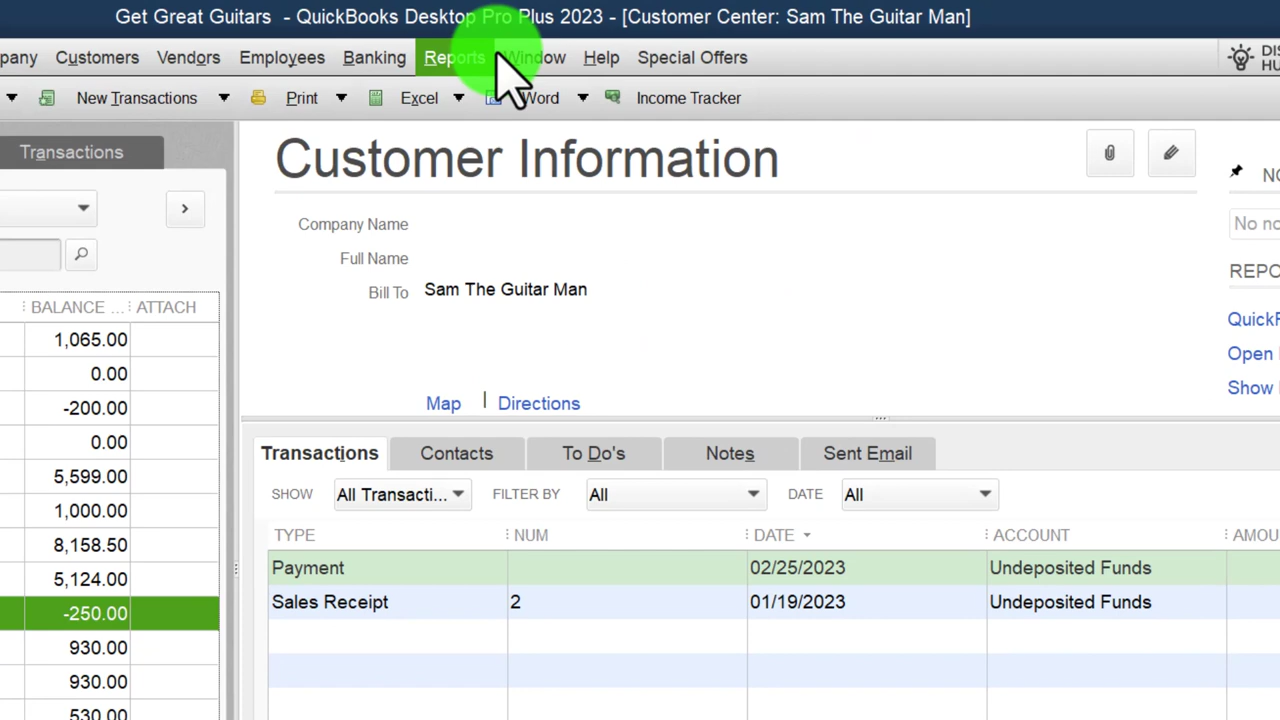 Get Great Guitars - QuickBooks Desktop Pro Plus 2023 - [Customer Center: Sam The Guitar Man]
pany Customers Vendors Employees Banking Reports Window Help Special Offers DIS
HU
New Transactions Print Excel Word Income Tracker
Transactions
Customer Information
NO
Company Name
No no
Full Name
Bill To Sam The Guitar Man
REPO
BALANCE ... ATTACH
QuickR
1,065.00
Open
0.00
Show
-200.00
Map | Directions
0.00
Transactions Contacts To Do's Notes Sent Email
5,599.00
SHOW All Transacti... FILTER BY All DATE All
1,000.00
TYPE NUM DATE ACCOUNT AMOU
8,158.50
Payment 02/25/2023 Undeposited Funds
5,124.00
Sales Receipt 2 01/19/2023 Undeposited Funds
-250.00
930.00
930.00
530.00